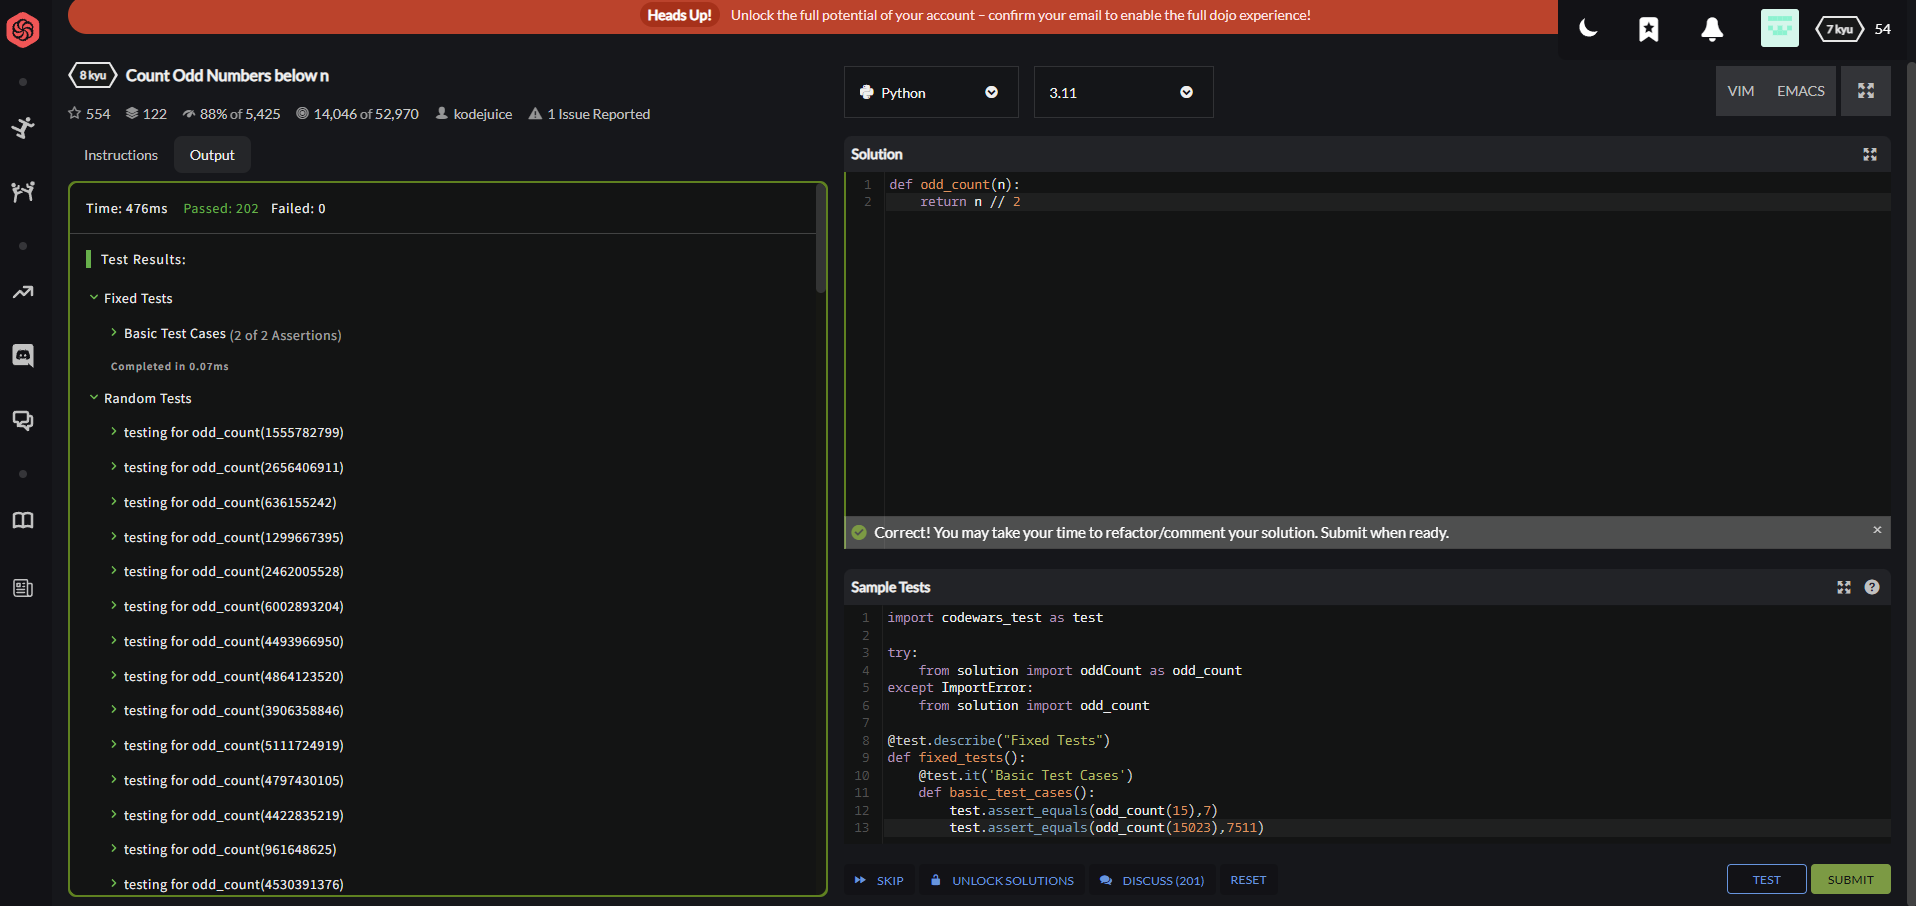 Heads Up! Unlock the full potential of your account – confirm your email to enable the full dojo experience!
7 kyu 54
8 kyu Count Odd Numbers below n
554 122 88% of 5,425 14,046 of 52,970 kodejuice 1 Issue Reported
Instructions Output
Time: 476ms Passed: 202 Failed: 0
Test Results:
Fixed Tests
Basic Test Cases (2 of 2 Assertions)
Completed in 0.07ms
Random Tests
testing for odd_count(1555782799)
testing for odd_count(2656406911)
testing for odd_count(636155242)
testing for odd_count(1299667395)
testing for odd_count(2462005528)
testing for odd_count(6002893204)
testing for odd_count(4493966950)
testing for odd_count(4864123520)
testing for odd_count(3906358846)
testing for odd_count(5111724919)
testing for odd_count(4797430105)
testing for odd_count(4422835219)
testing for odd_count(961648625)
testing for odd_count(4530391376)
Python 3.11 VIM EMACS
Solution
1 def odd_count(n):
2     return n // 2
Correct! You may take your time to refactor/comment your solution. Submit when ready. ×
Sample Tests ?
1 import codewars_test as test
2
3 try:
4     from solution import oddCount as odd_count
5 except ImportError:
6     from solution import odd_count
7
8 @test.describe("Fixed Tests")
9 def fixed_tests():
10     @test.it('Basic Test Cases')
11     def basic_test_cases():
12         test.assert_equals(odd_count(15),7)
13         test.assert_equals(odd_count(15023),7511)
SKIP UNLOCK SOLUTIONS DISCUSS (201) RESET TEST SUBMIT